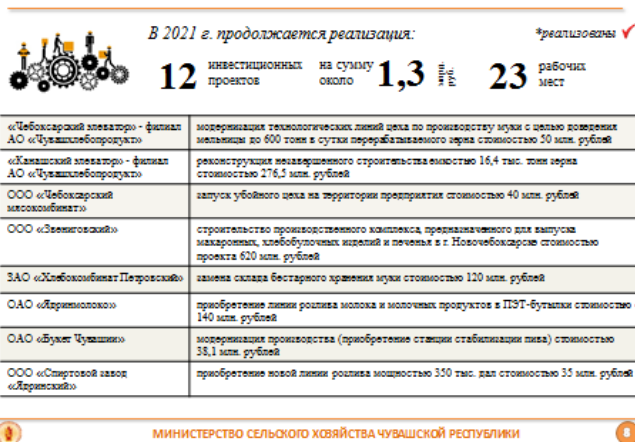 В 2021 г. продолжается реализация:
*реализованы
12 инвестиционных проектов
на сумму около 1,3 млрд. руб.
23 рабочих мест
«Чебоксарский элеватор» - филиал
АО «Чувашхлебопродукт»
модернизация технологических линий цеха по производству муки с целью доведения
мельницы до 600 тонн в сутки перерабатываемого зерна стоимостью 50 млн. рублей
«Канашский элеватор» - филиал
АО «Чувашхлебопродукт»
реконструкция незавершенного строительства емкостью 16,4 тыс. тонн зерна
стоимостью 276,5 млн. рублей
ООО «Чебоксарский
мясокомбинат»
запуск убойного цеха на территории предприятия стоимостью 40 млн. рублей
ООО «Звениговский»
строительство производственного комплекса, предназначенного для выпуска
макаронных, хлебобулочных изделий и печенья в г. Новочебоксарске стоимостью
проекта 620 млн. рублей
ЗАО «Хлебокомбинат Петровский»
замена склада бестарного хранения муки стоимостью 120 млн. рублей
ОАО «Ядринмолоко»
приобретение линии розлива молока и молочных продуктов в ПЭТ-бутылки стоимостью
140 млн. рублей
ОАО «Букет Чувашии»
модернизация производства (приобретение станции стабилизации пива) стоимостью
38,1 млн. рублей
ООО «Спиртовой завод
«Ядринский»
приобретение новой линии розлива мощностью 350 тыс. дал стоимостью 35 млн. рублей
МИНИСТЕРСТВО СЕЛЬСКОГО ХОЗЯЙСТВА ЧУВАШСКОЙ РЕСПУБЛИКИ
8